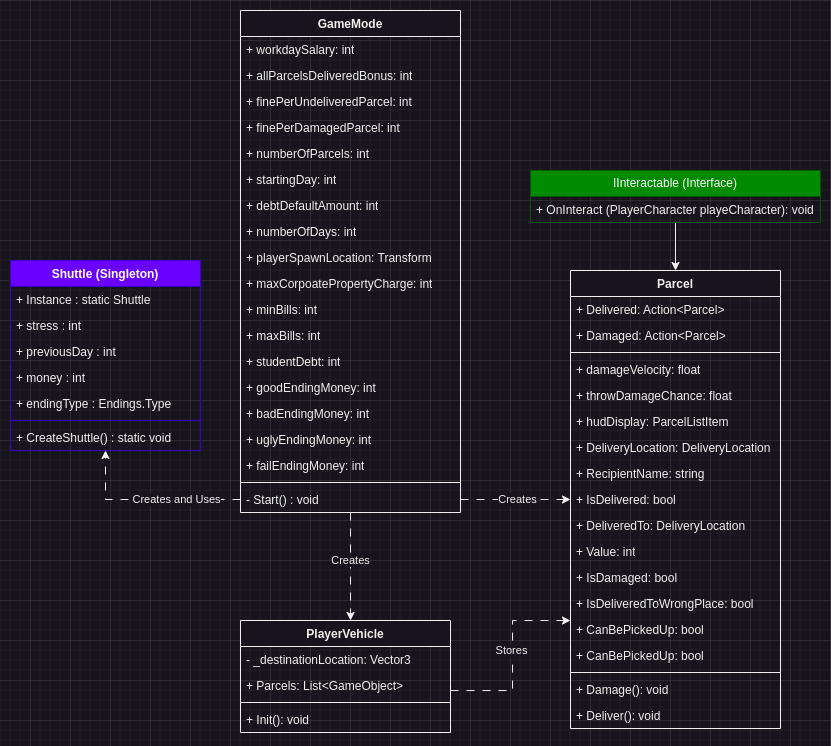 GameMode
+ workdaySalary: int
+ allParcelsDeliveredBonus: int
+ finePerUndeliveredParcel: int
+ finePerDamagedParcel: int
+ numberOfParcels: int
+ startingDay: int
+ debtDefaultAmount: int
+ numberOfDays: int
+ playerSpawnLocation: Transform
+ maxCorpoatePropertyCharge: int
+ minBills: int
+ maxBills: int
+ studentDebt: int
+ goodEndingMoney: int
+ badEndingMoney: int
+ uglyEndingMoney: int
+ failEndingMoney: int
- Start() : void
IInteractable (Interface)
+ OnInteract (PlayerCharacter playeCharacter): void
Shuttle (Singleton)
+ Instance : static Shuttle
+ stress : int
+ previousDay : int
+ money : int
+ endingType : Endings.Type
+ CreateShuttle() : static void
Creates and Uses
Creates
Creates
Parcel
+ Delivered: Action<Parcel>
+ Damaged: Action<Parcel>
+ damageVelocity: float
+ throwDamageChance: float
+ hudDisplay: ParcelListItem
+ DeliveryLocation: DeliveryLocation
+ RecipientName: string
+ IsDelivered: bool
+ DeliveredTo: DeliveryLocation
+ Value: int
+ IsDamaged: bool
+ IsDeliveredToWrongPlace: bool
+ CanBePickedUp: bool
+ CanBePickedUp: bool
+ Damage(): void
+ Deliver(): void
PlayerVehicle
- _destinationLocation: Vector3
+ Parcels: List<GameObject>
+ Init(): void
Stores